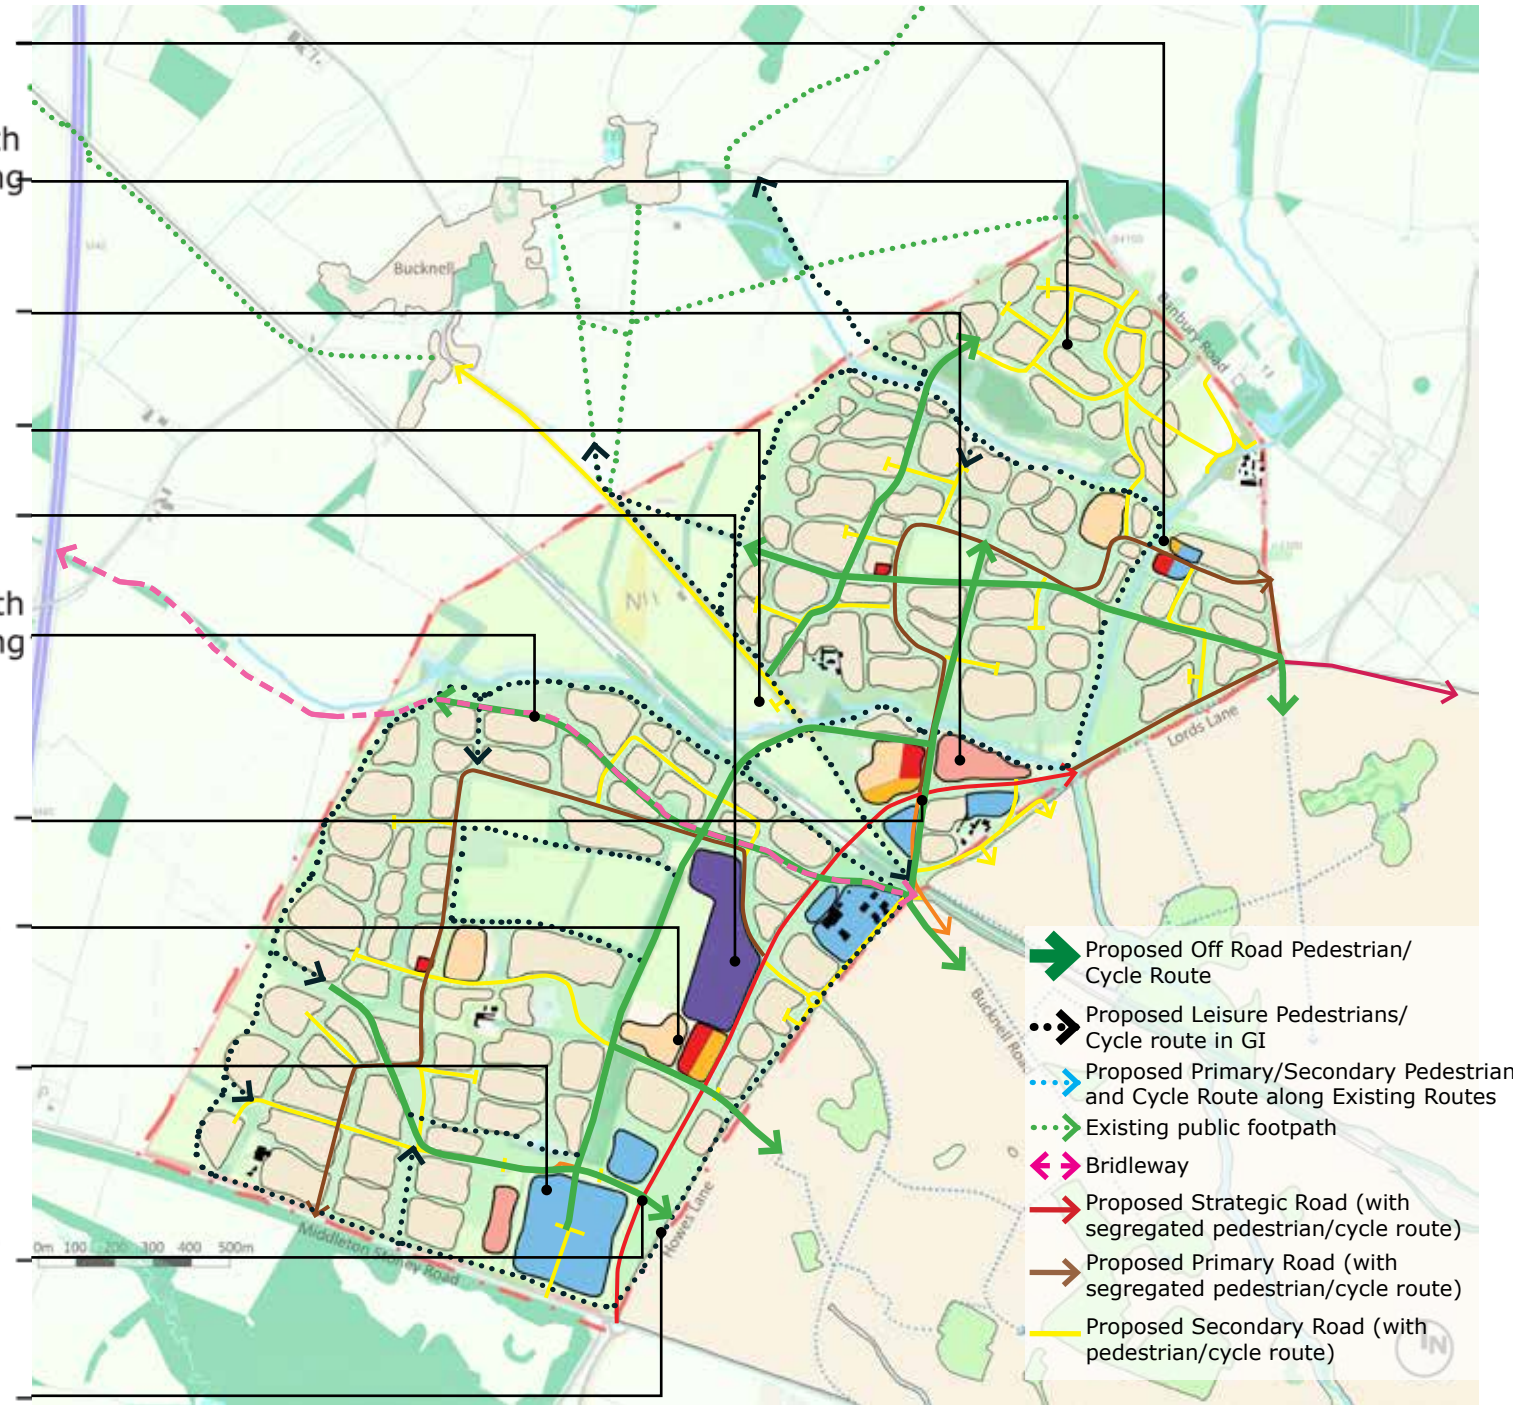 th
ng
Bucknell
Banbury Road
th
ng
Lords Lane
Bucknell Road
Howes Lane
Middleton Stoney Road
0m 100 200 300 400 500m
Proposed Off Road Pedestrian/
Cycle Route
Proposed Leisure Pedestrians/
Cycle route in GI
Proposed Primary/Secondary Pedestrian
and Cycle Route along Existing Routes
Existing public footpath
Bridleway
Proposed Strategic Road (with
segregated pedestrian/cycle route)
Proposed Primary Road (with
segregated pedestrian/cycle route)
Proposed Secondary Road (with
pedestrian/cycle route)
N